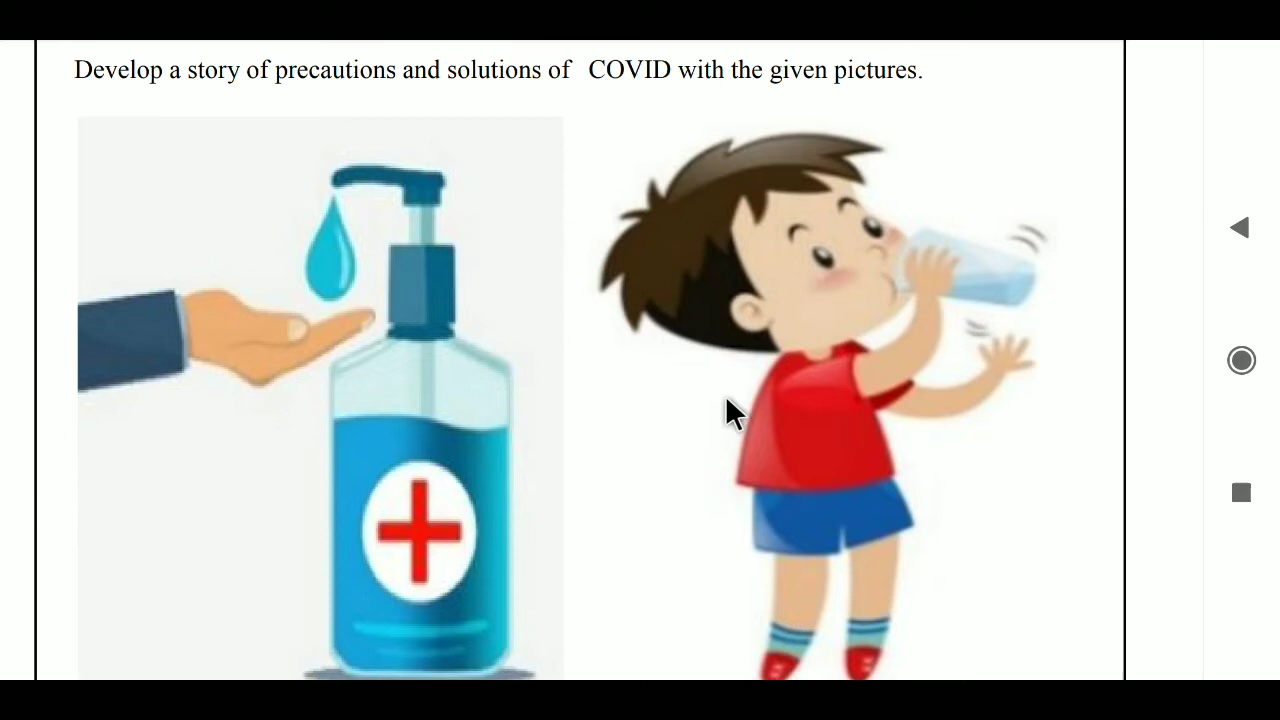 Develop a story of precautions and solutions of COVID with the given pictures.